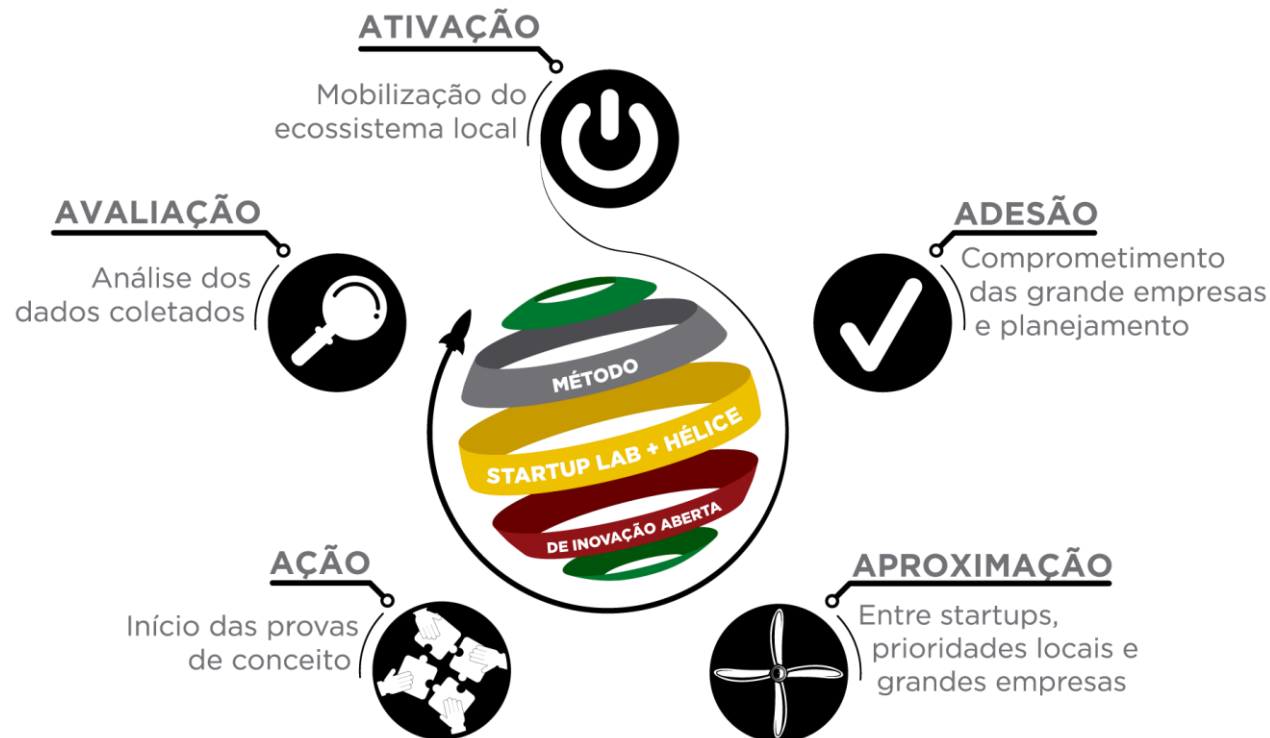 ATIVAÇÃO
Mobilização do
ecossistema local
ADESÃO
Comprometimento
das grande empresas
e planejamento
APROXIMAÇÃO
Entre startups,
prioridades locais e
grandes empresas
AÇÃO
Início das provas
de conceito
AVALIAÇÃO
Análise dos
dados coletados
MÉTODO
STARTUP LAB + HÉLICE
DE INOVAÇÃO ABERTA